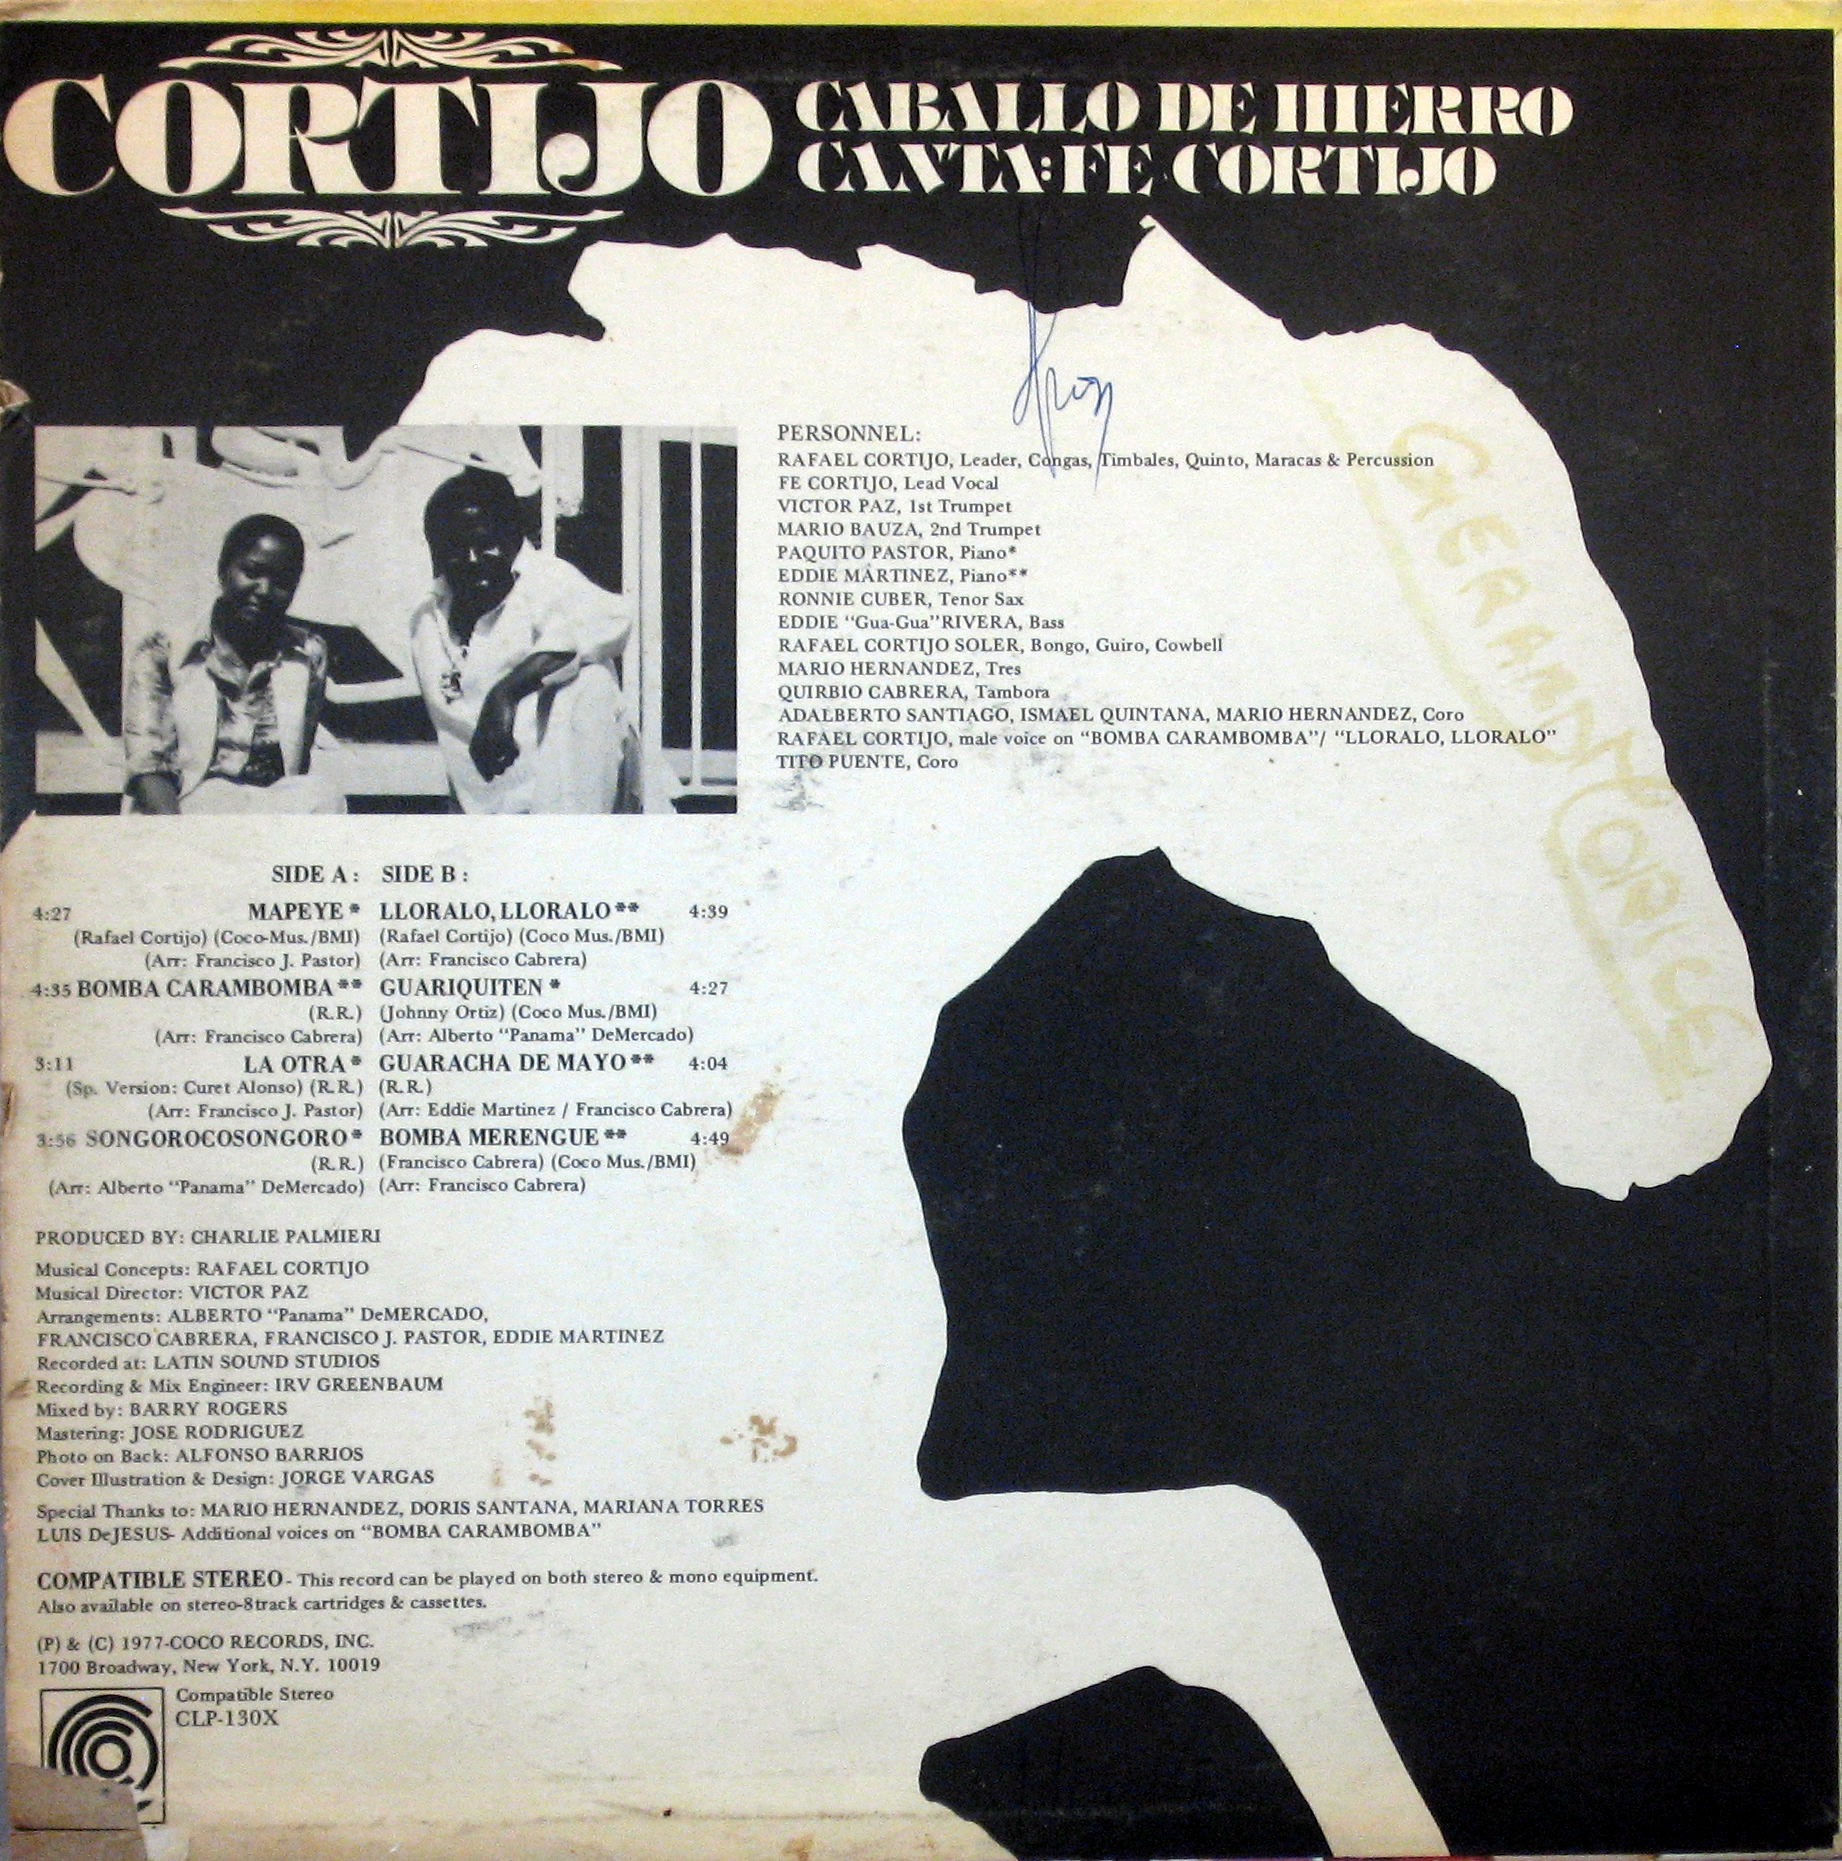 CORTIJO
CABALLO DE HIERRO
CANTA: FE CORTIJO
PERSONNEL:
RAFAEL CORTIJO, Leader, Congas, Timbales, Quinto, Maracas & Percussion
FE CORTIJO, Lead Vocal
VICTOR PAZ, 1st Trumpet
MARIO BAUZA, 2nd Trumpet
PAQUITO PASTOR, Piano*
EDDIE MARTINEZ, Piano**
RONNIE CUBER, Tenor Sax
EDDIE "Gua-Gua"RIVERA, Bass
RAFAEL CORTIJO SOLER, Bongo, Guiro, Cowbell
MARIO HERNANDEZ, Tres
QUIRBIO CABRERA, Tambora
ADALBERTO SANTIAGO, ISMAEL QUINTANA, MARIO HERNANDEZ, Coro
RAFAEL CORTIJO, male voice on "BOMBA CARAMBOMBA"/ "LLORALO, LLORALO"
TITO PUENTE, Coro
SIDE A :
4:27 MAPEYE *
(Rafael Cortijo) (Coco-Mus./BMI)
(Arr: Francisco J. Pastor)
4:35 BOMBA CARAMBOMBA **
(R.R.)
(Arr: Francisco Cabrera)
3:11 LA OTRA *
(Sp. Version: Curet Alonso) (R.R.)
(Arr: Francisco J. Pastor)
3:56 SONGOROCOSONGORO *
(R.R.)
(Arr: Alberto "Panama" DeMercado)
SIDE B :
LLORALO, LLORALO ** 4:39
(Rafael Cortijo) (Coco Mus./BMI)
(Arr: Francisco Cabrera)
GUARIQUITEN * 4:27
(Johnny Ortiz) (Coco Mus./BMI)
(Arr: Alberto "Panama" DeMercado)
GUARACHA DE MAYO ** 4:04
(R.R.)
(Arr: Eddie Martinez / Francisco Cabrera)
BOMBA MERENGUE ** 4:49
(Francisco Cabrera) (Coco Mus./BMI)
(Arr: Francisco Cabrera)
PRODUCED BY: CHARLIE PALMIERI
Musical Concepts: RAFAEL CORTIJO
Musical Director: VICTOR PAZ
Arrangements: ALBERTO "Panama" DeMERCADO,
FRANCISCO CABRERA, FRANCISCO J. PASTOR, EDDIE MARTINEZ
Recorded at: LATIN SOUND STUDIOS
Recording & Mix Engineer: IRV GREENBAUM
Mixed by: BARRY ROGERS
Mastering: JOSE RODRIGUEZ
Photo on Back: ALFONSO BARRIOS
Cover Illustration & Design: JORGE VARGAS
Special Thanks to: MARIO HERNANDEZ, DORIS SANTANA, MARIANA TORRES
LUIS DeJESUS- Additional voices on "BOMBA CARAMBOMBA"
COMPATIBLE STEREO - This record can be played on both stereo & mono equipment.
Also available on stereo-8track cartridges & cassettes.
(P) & (C) 1977-COCO RECORDS, INC.
1700 Broadway, New York, N.Y. 10019
Compatible Stereo
CLP-130X